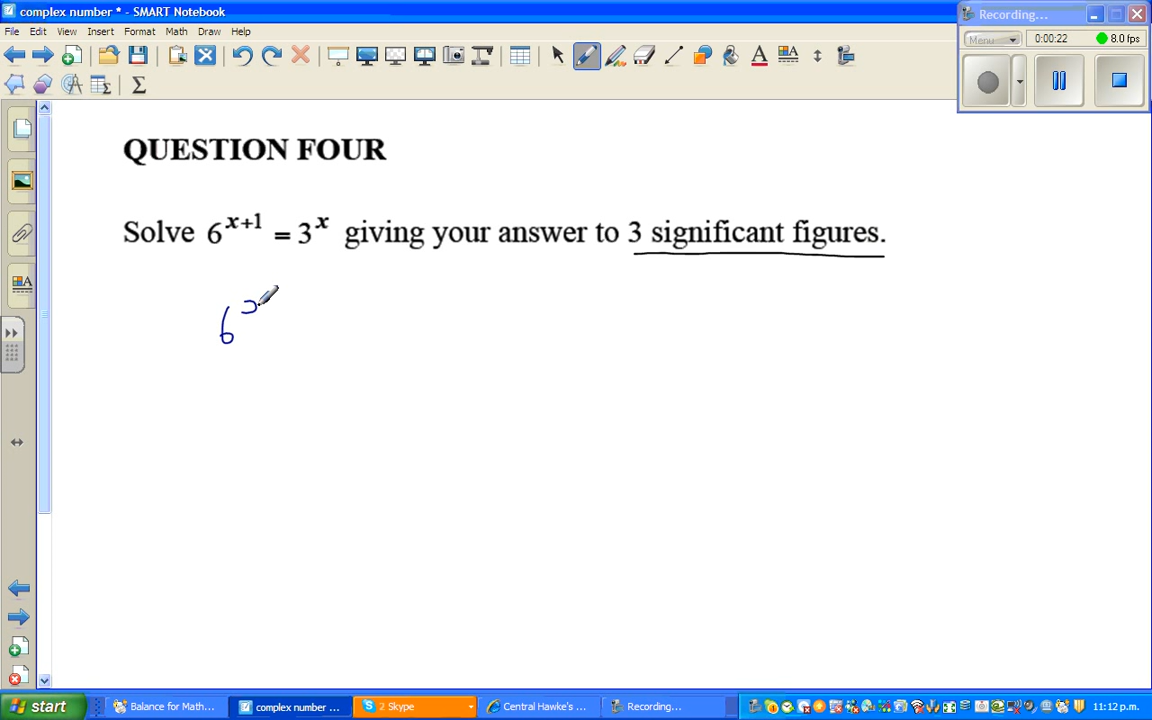 complex number * - SMART Notebook
Recording...
File Edit View Insert Format Math Draw Help
Menu 0:00:22 8.0 fps
QUESTION FOUR
Solve 6^{x+1} = 3^x giving your answer to 3 significant figures.
6
start Balance for Math... complex number ... 2 Skype Central Hawke's ... Recording... 11:12 p.m.